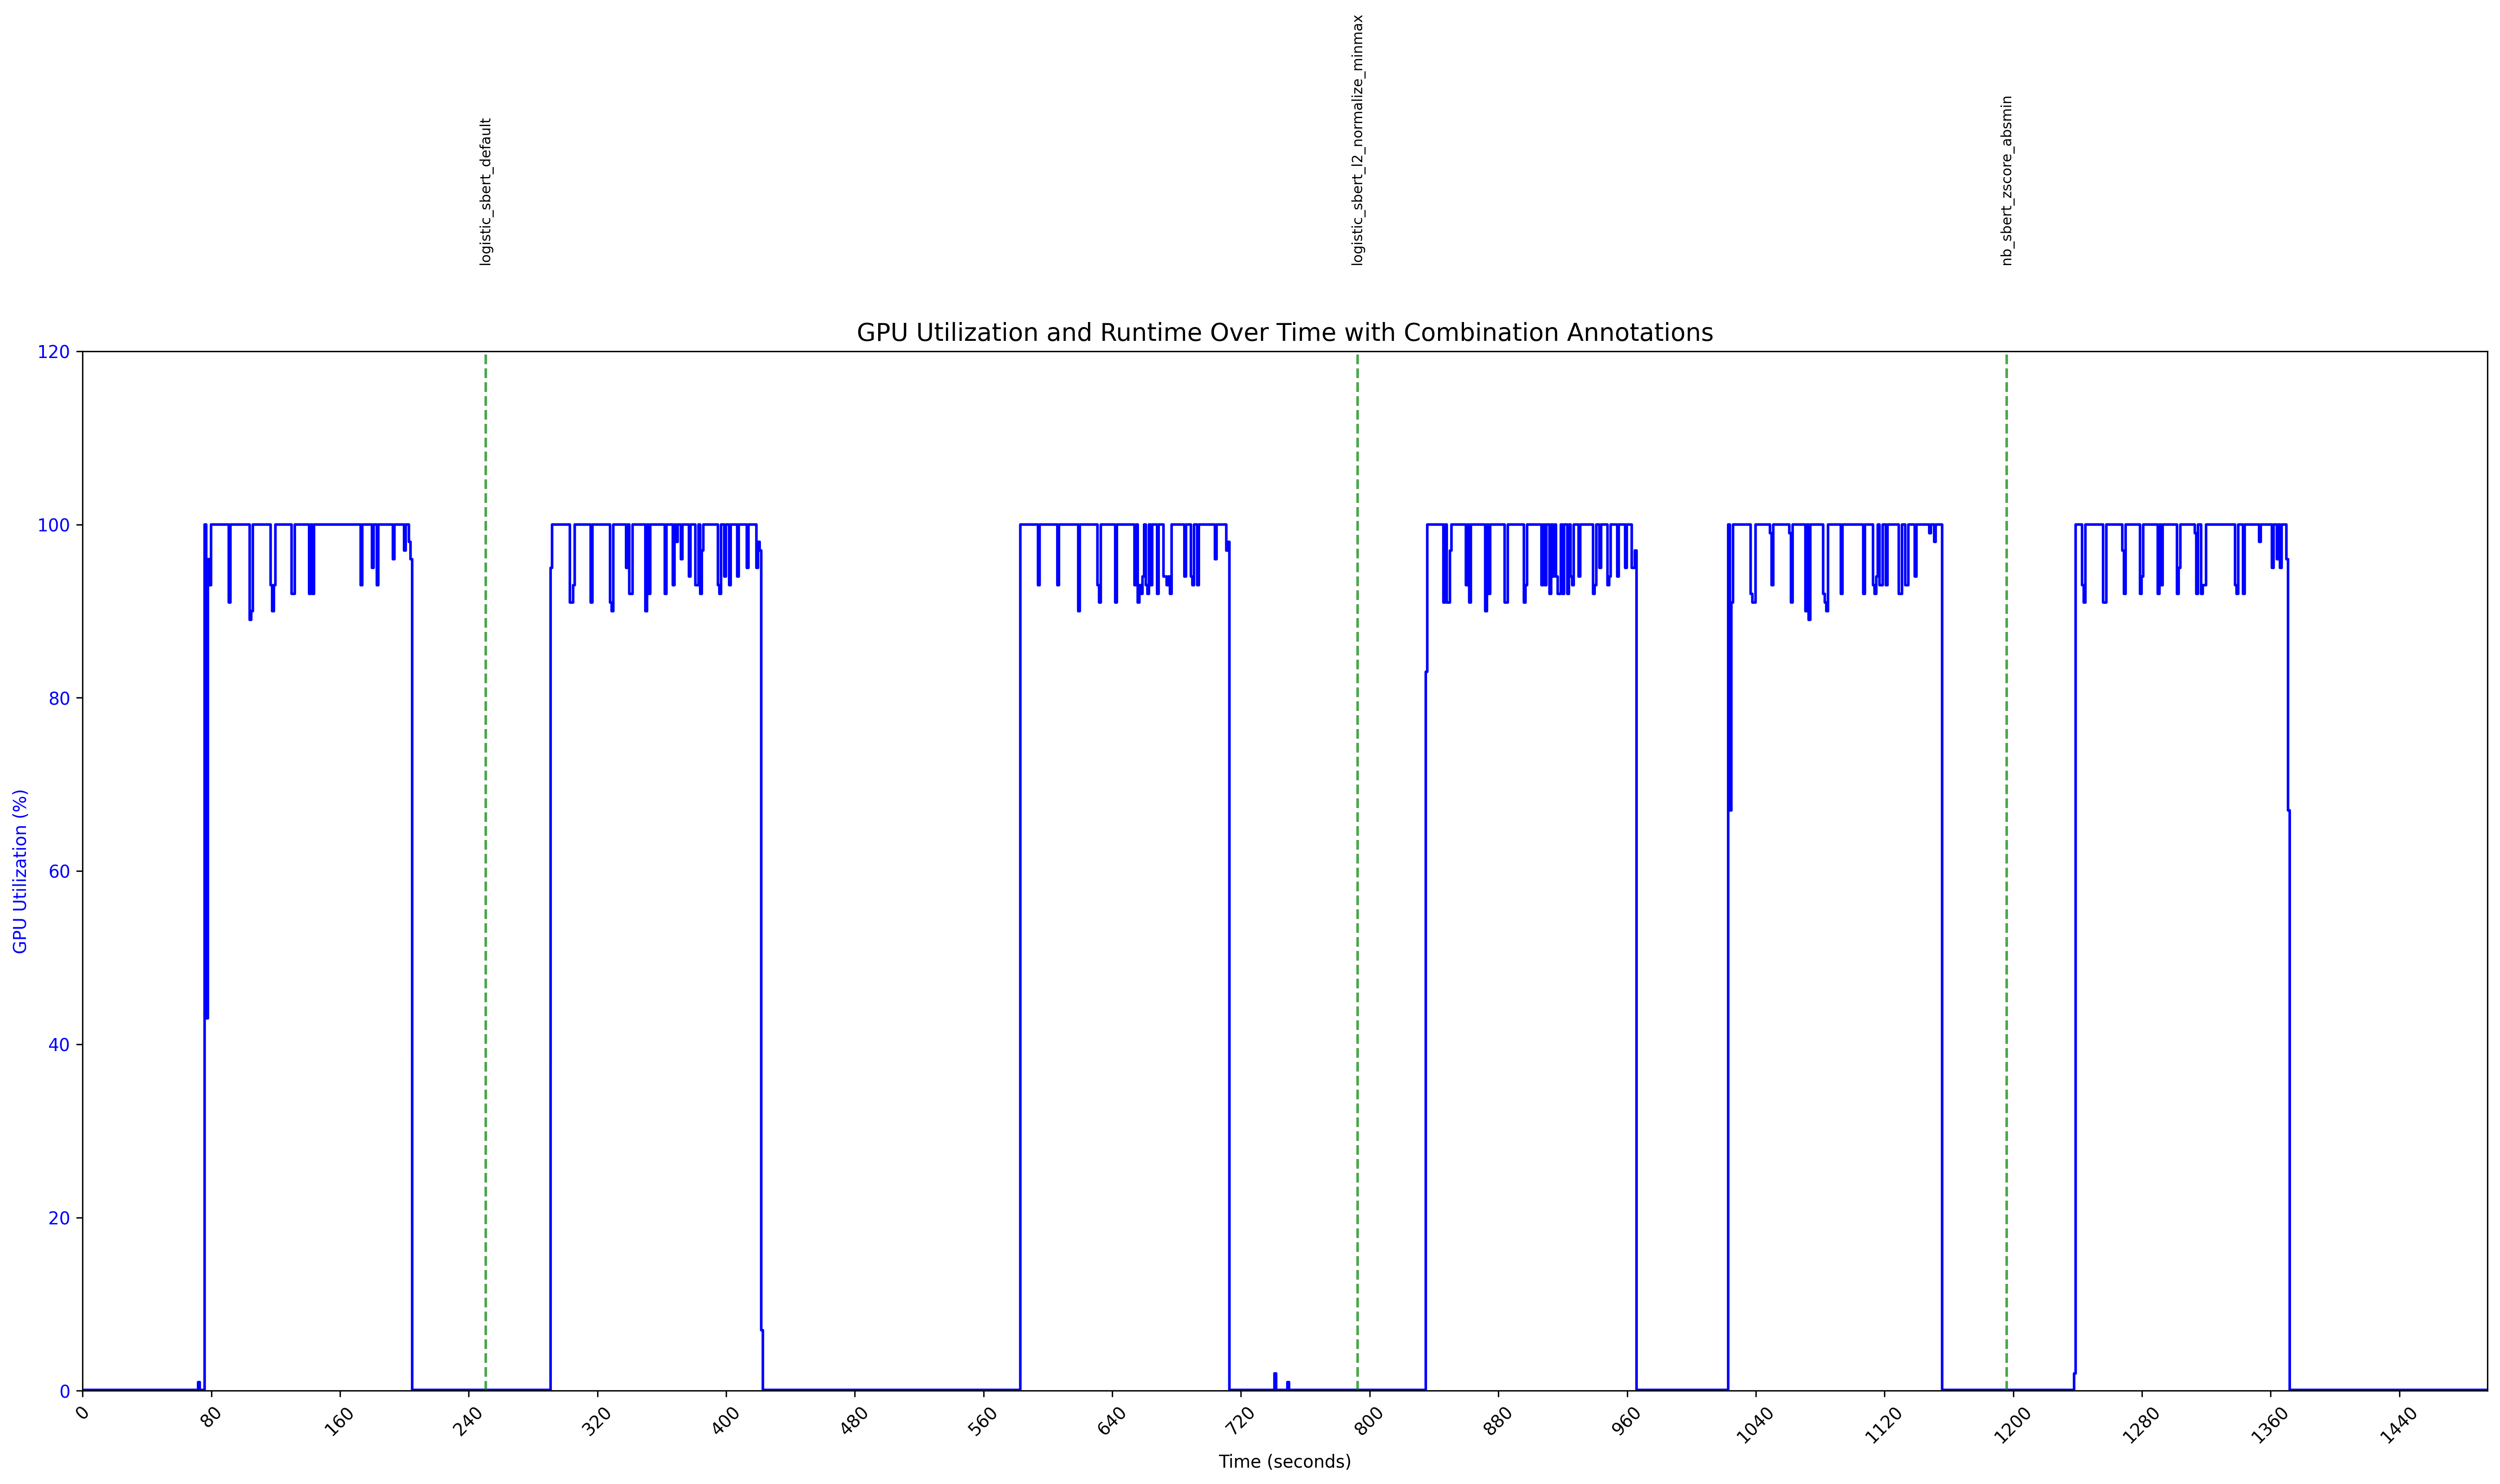 logistic_sbert_default
logistic_sbert_l2_normalize_minmax
nb_sbert_zscore_absmin
GPU Utilization and Runtime Over Time with Combination Annotations
120
100
80
60
40
20
0
GPU Utilization (%)
0 80 160 240 320 400 480 560 640 720 800 880 960 1040 1120 1200 1280 1360 1440
Time (seconds)